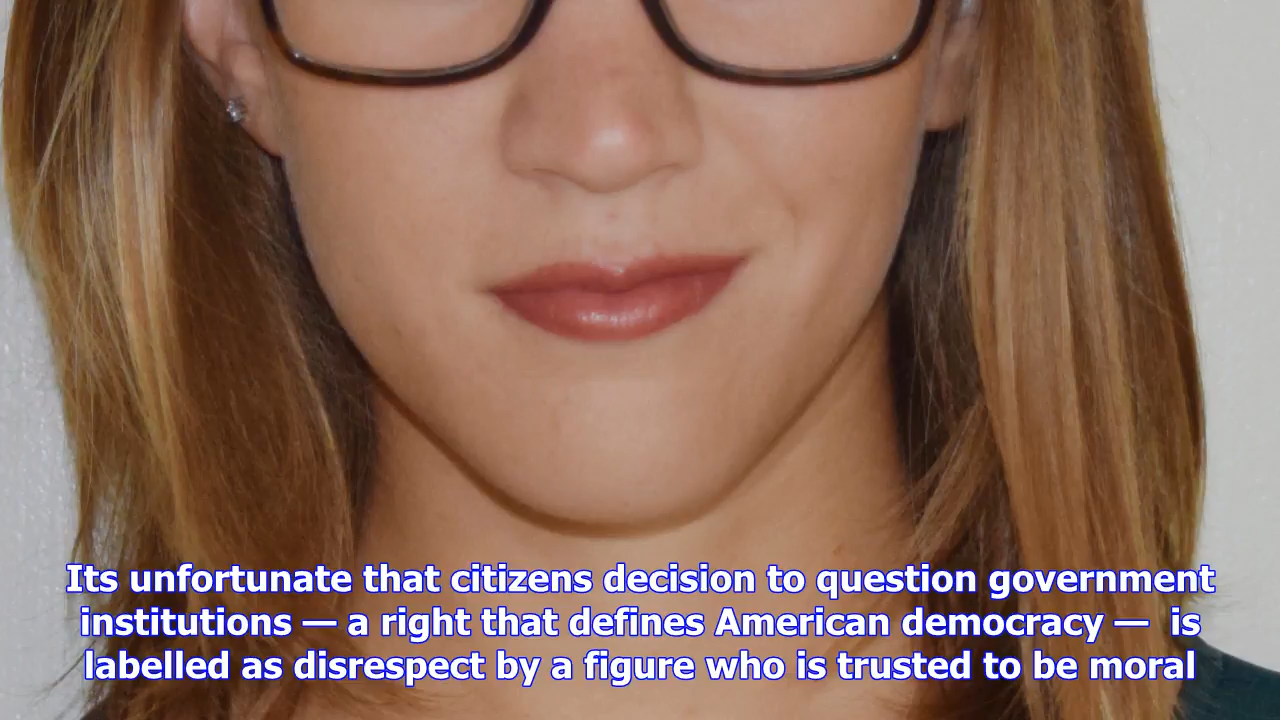 Its unfortunate that citizens decision to question government
institutions — a right that defines American democracy — is
labelled as disrespect by a figure who is trusted to be moral